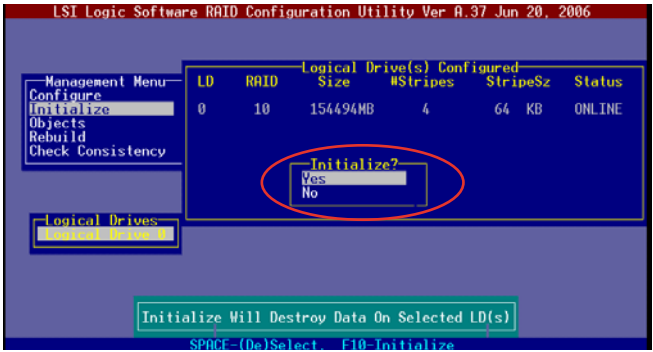 LSI Logic Software RAID Configuration Utility Ver A.37 Jun 20, 2006
Logical Drive(s) Configured
LD RAID Size #Stripes StripeSz Status
0 10 154494MB 4 64 KB ONLINE
Management Menu
Configure
Initialize
Objects
Rebuild
Check Consistency
Initialize?
Yes
No
Logical Drives
Logical Drive 0
Initialize Will Destroy Data On Selected LD(s)
SPACE-(De)Select, F10-Initialize